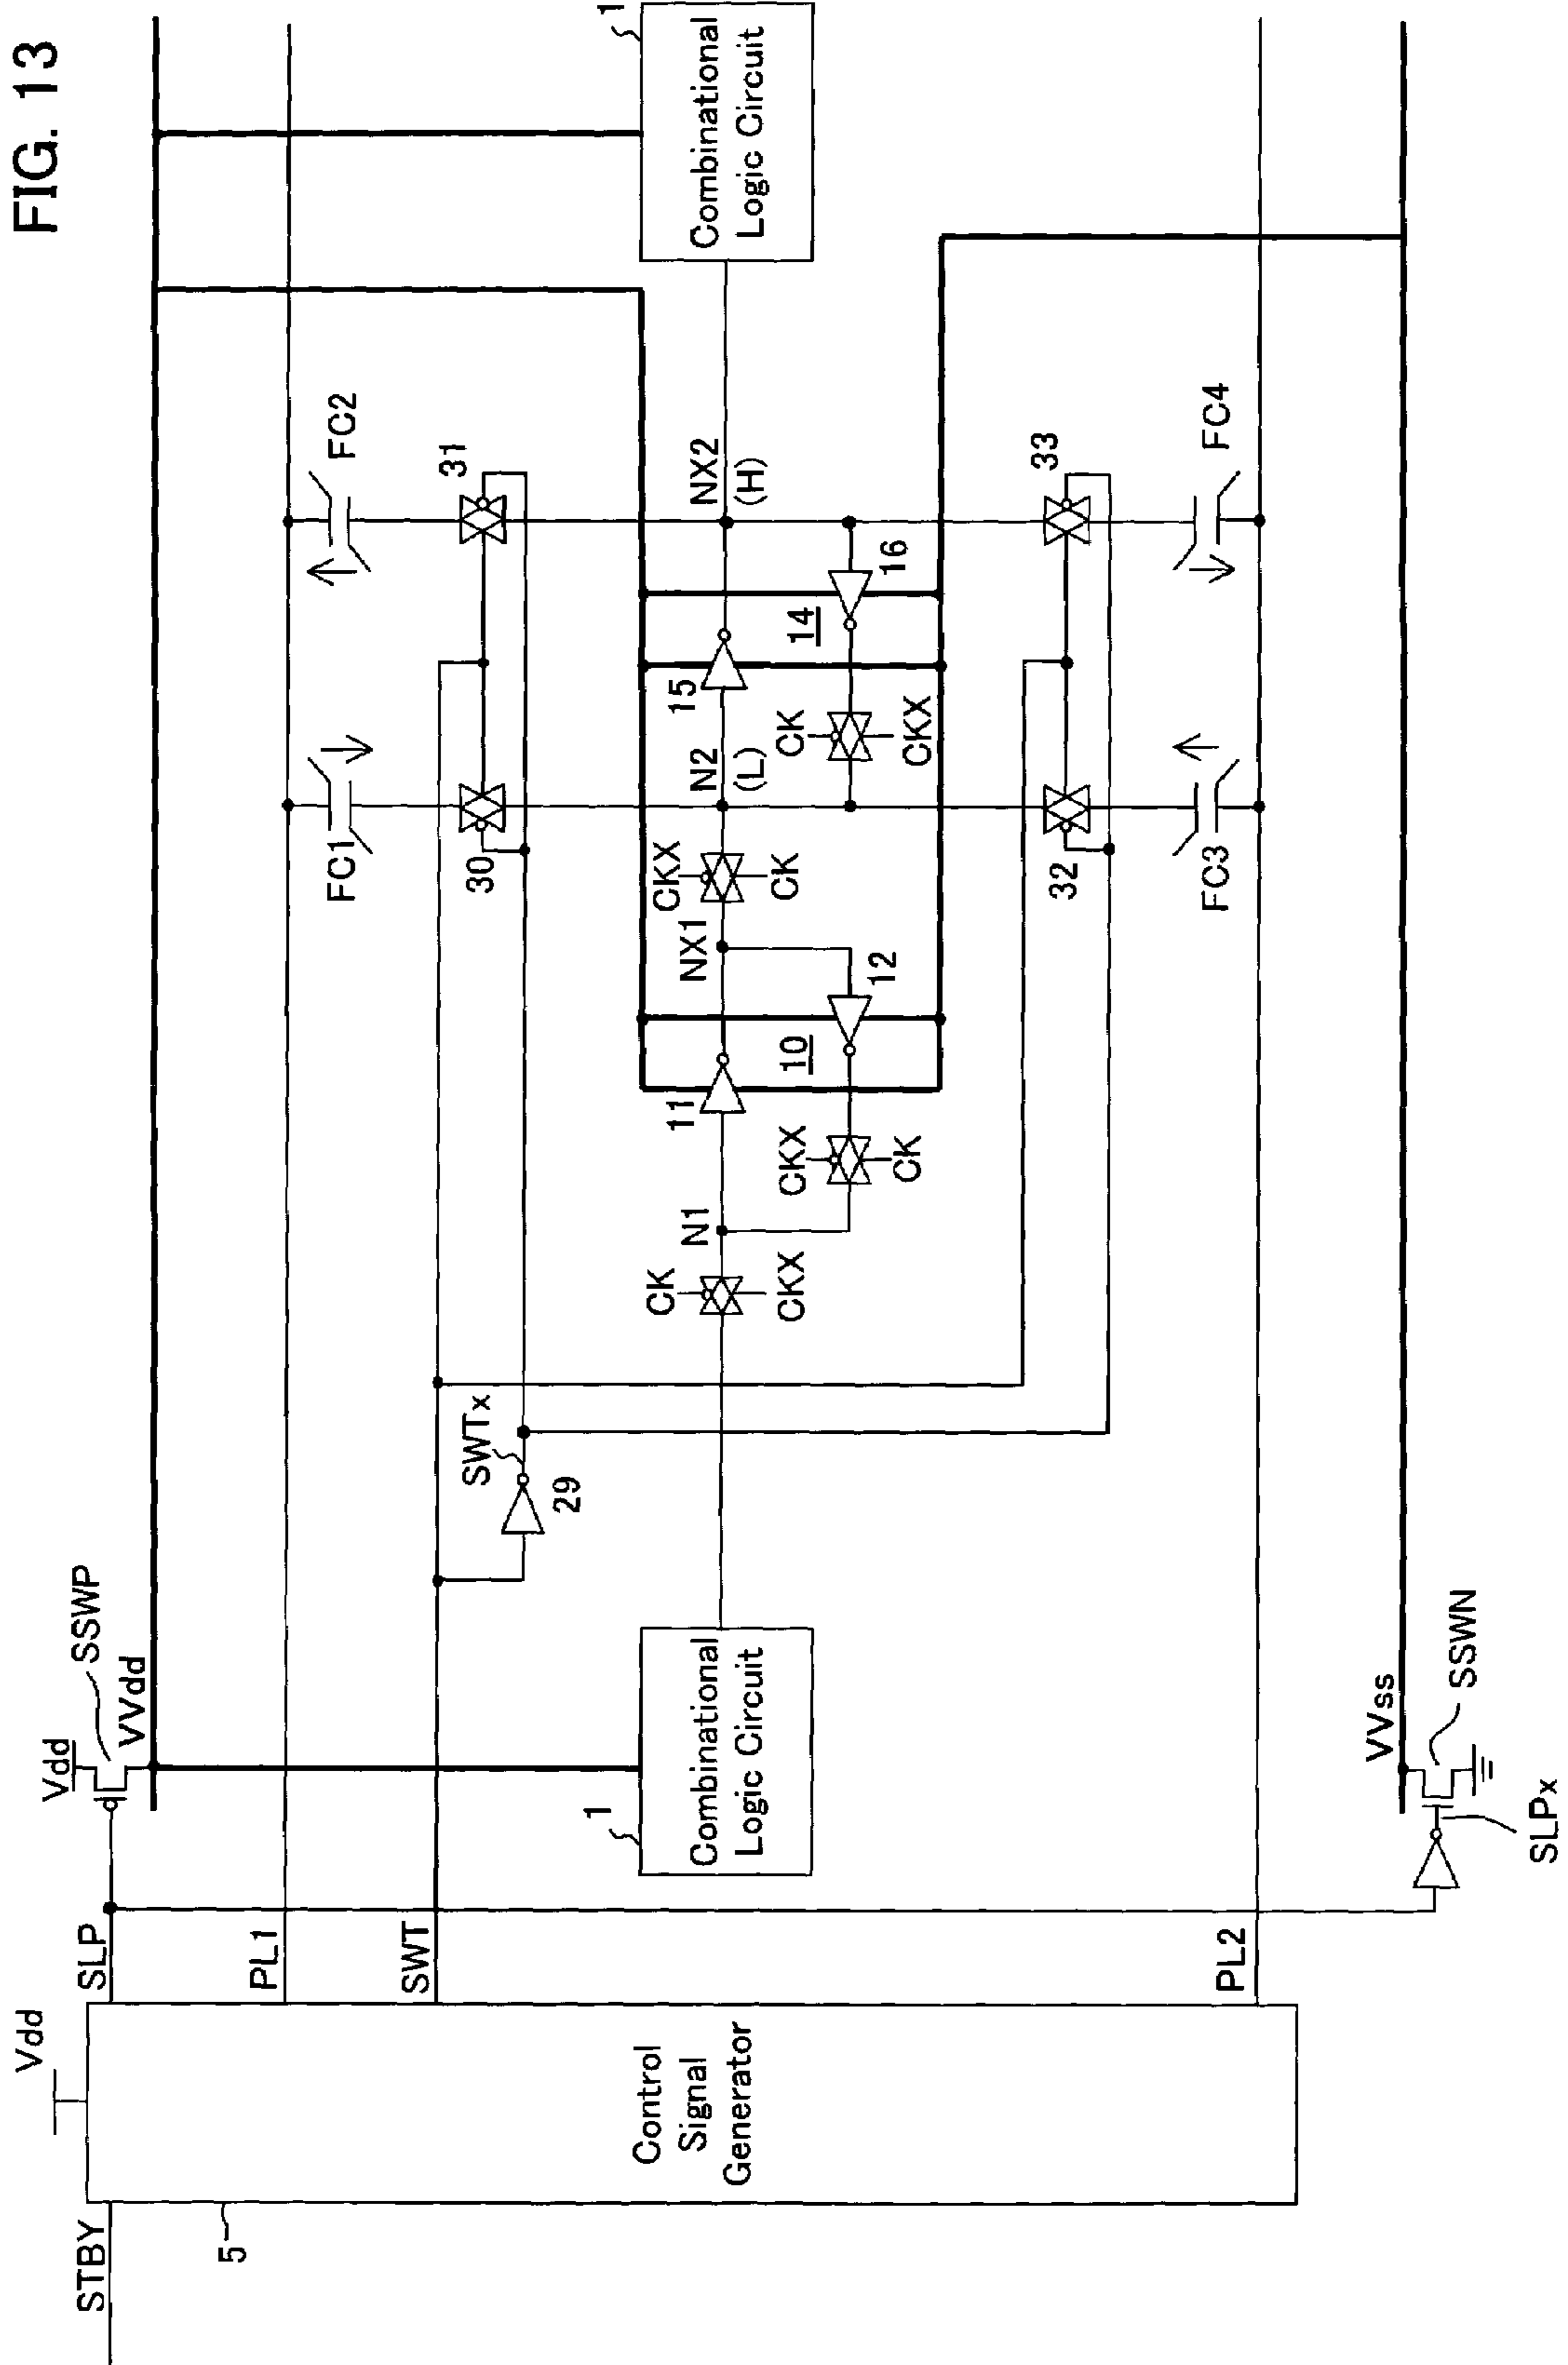 FIG. 13
Vdd
STBY
5
Control
Signal
Generator
SLP
PL1
SWT
PL2
Vdd
SSWP
VVdd
1
Combinational
Logic Circuit
SWTx
29
CK
CKX
N1
11
10
12
CKX
CK
NX1
CKX
CK
N2
(L)
15
14
16
CK
CKX
NX2
(H)
FC1
FC2
30
31
32
33
FC3
FC4
1
Combinational
Logic Circuit
VVss
SSWN
SLPx